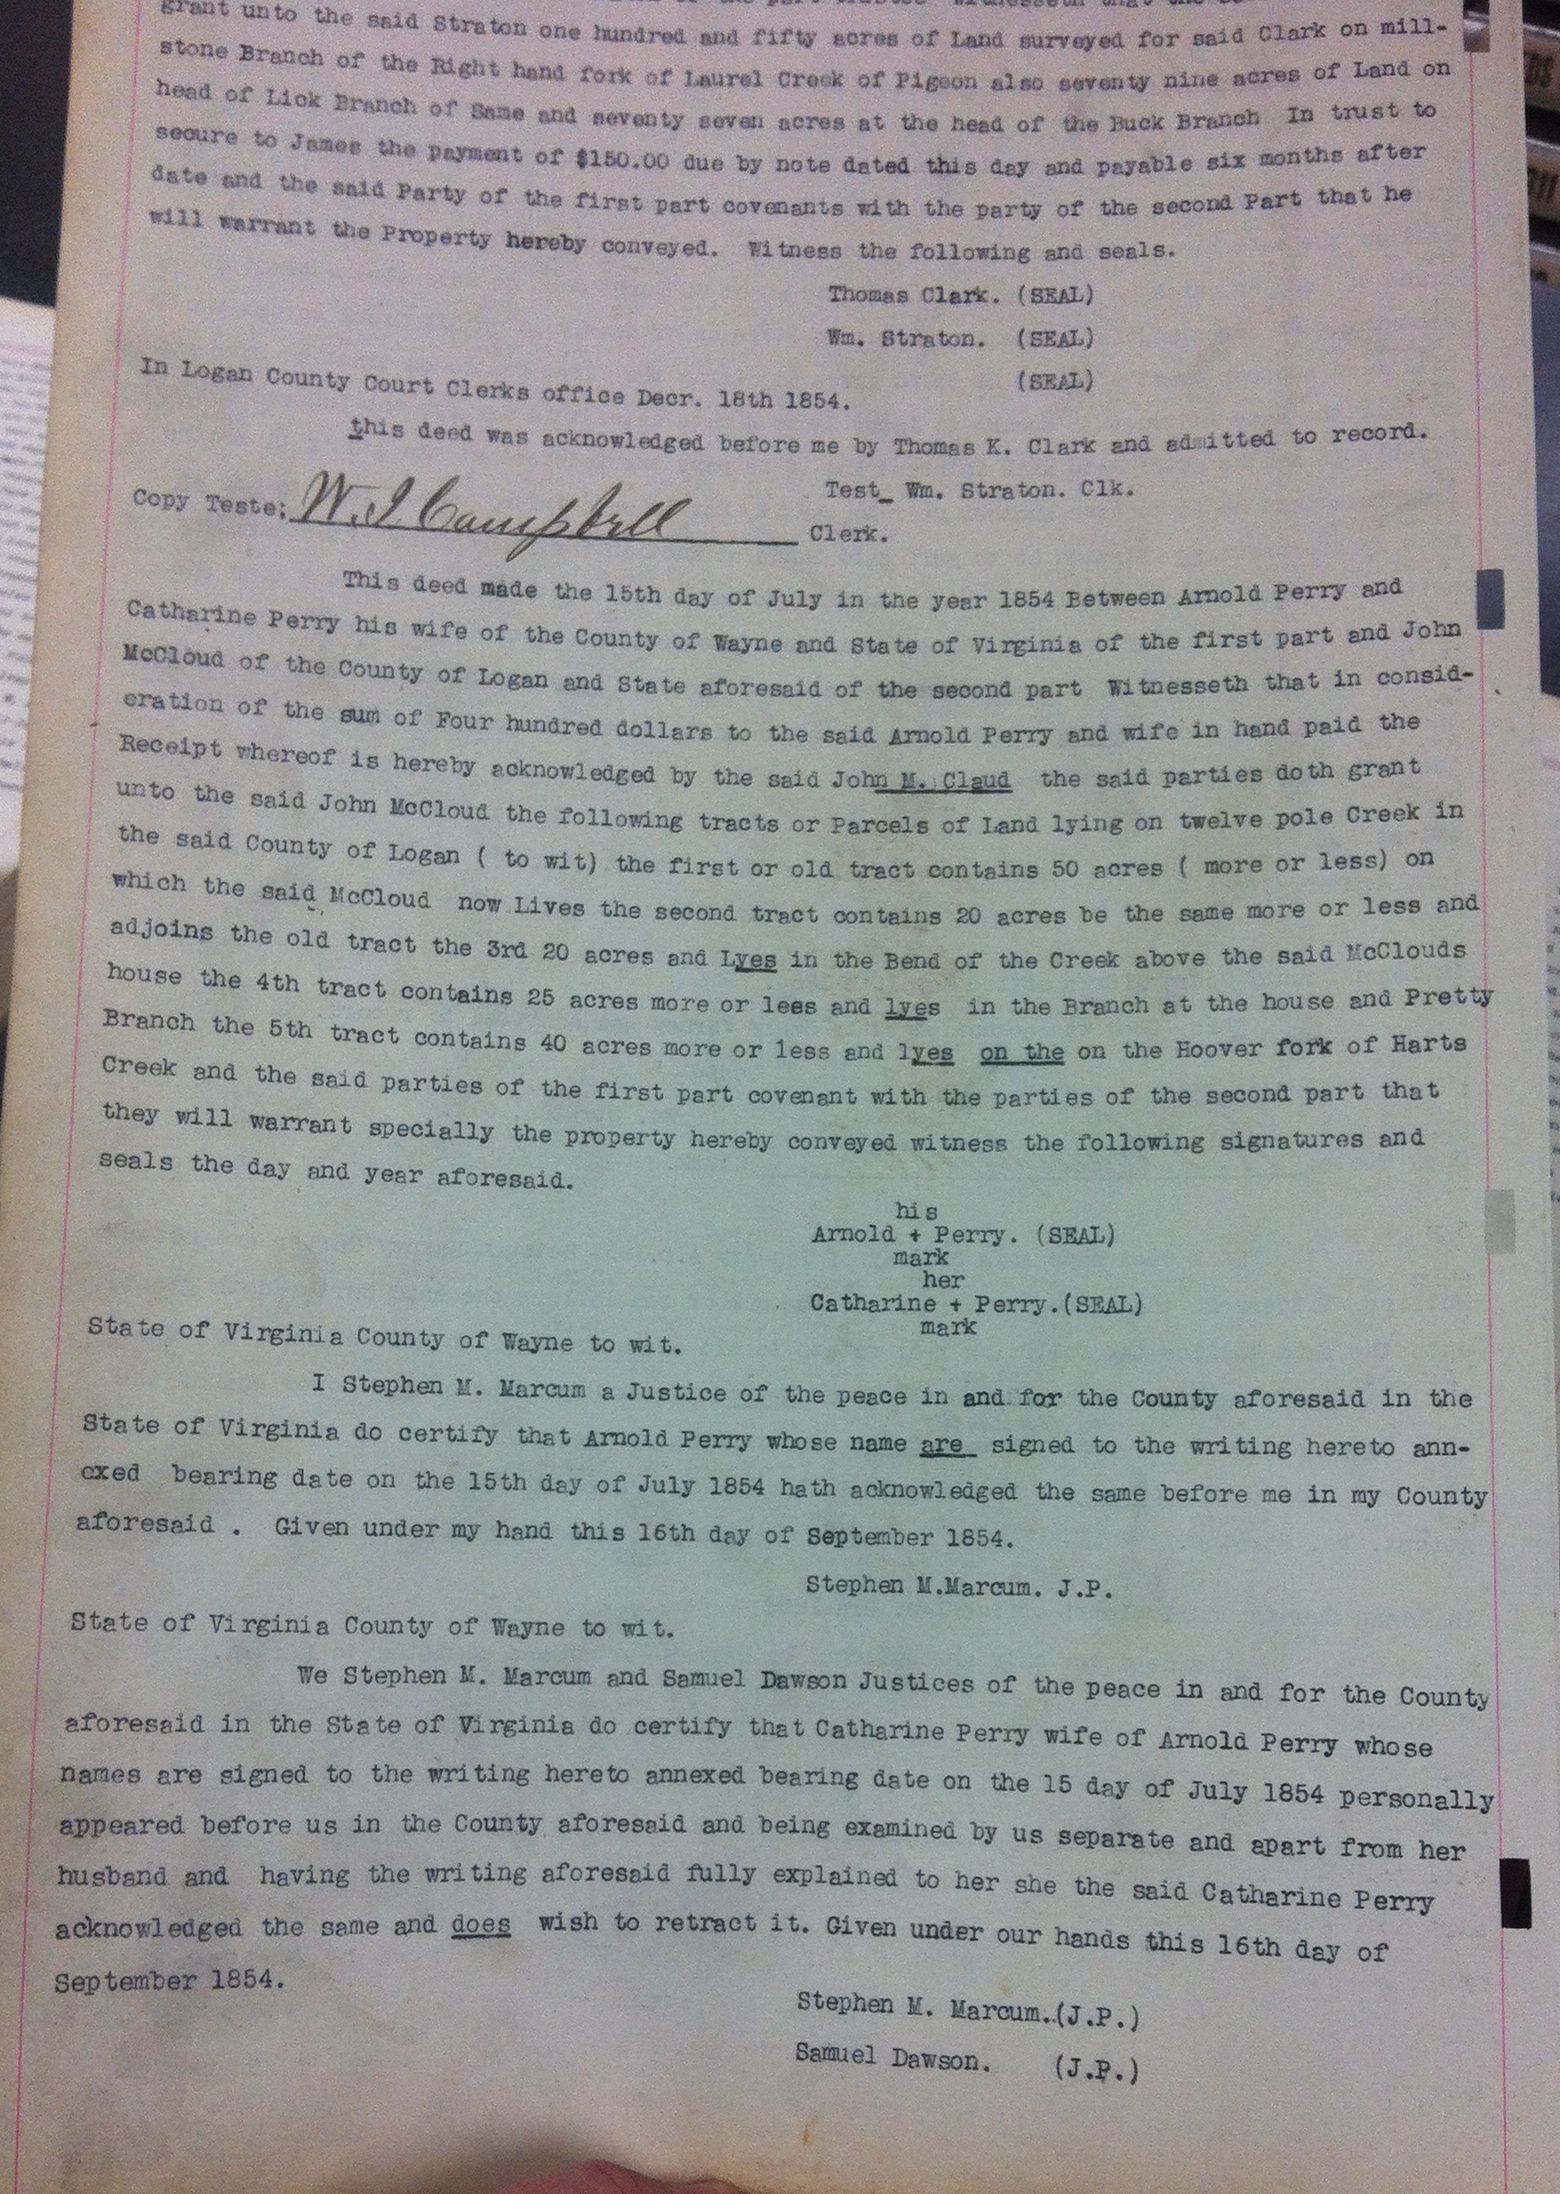 grant unto the said Straton one hundred and fifty acres of Land surveyed for said Clark on mill-
stone Branch of the Right hand fork of Laurel Creek of Pigeon also seventy nine acres of Land on
head of Lick Branch of Same and seventy seven acres at the head of the Buck Branch In trust to
secure to James the payment of $150.00 due by note dated this day and payable six months after
date and the said Party of the first part covenants with the party of the second Part that he
will warrant the Property hereby conveyed. Witness the following and seals.
Thomas Clark. (SEAL)
Wm. Straton. (SEAL)
(SEAL)
In Logan County Court Clerks office Decr. 18th 1854.
this deed was acknowledged before me by Thomas K. Clark and admitted to record.
Test_ Wm. Straton. Clk.
Copy Teste; W. I Campbell Clerk.
This deed made the 15th day of July in the year 1854 Between Arnold Perry and
Catharine Perry his wife of the County of Wayne and State of Virginia of the first part and John
McCloud of the County of Logan and State aforesaid of the second part Witnesseth that in consid-
eration of the sum of Four hundred dollars to the said Arnold Perry and wife in hand paid the
Receipt whereof is hereby acknowledged by the said John M. Claud the said parties doth grant
unto the said John McCloud the following tracts or Parcels of Land lying on twelve pole Creek in
the said County of Logan ( to wit) the first or old tract contains 50 acres ( more or less) on
which the said McCloud now Lives the second tract contains 20 acres be the same more or less and
adjoins the old tract the 3rd 20 acres and Lyes in the Bend of the Creek above the said McClouds
house the 4th tract contains 25 acres more or less and lyes in the Branch at the house and Pretty
Branch the 5th tract contains 40 acres more or less and lyes on the on the Hoover fork of Harts
Creek and the said parties of the first part covenant with the parties of the second part that
they will warrant specially the property hereby conveyed witness the following signatures and
seals the day and year aforesaid.
his
Arnold + Perry. (SEAL)
mark
her
Catharine + Perry.(SEAL)
mark
State of Virginia County of Wayne to wit.
I Stephen M. Marcum a Justice of the peace in and for the County aforesaid in the
State of Virginia do certify that Arnold Perry whose name are signed to the writing hereto ann-
exed bearing date on the 15th day of July 1854 hath acknowledged the same before me in my County
aforesaid . Given under my hand this 16th day of September 1854.
Stephen M.Marcum. J.P.
State of Virginia County of Wayne to wit.
We Stephen M. Marcum and Samuel Dawson Justices of the peace in and for the County
aforesaid in the State of Virginia do certify that Catharine Perry wife of Arnold Perry whose
names are signed to the writing hereto annexed bearing date on the 15 day of July 1854 personally
appeared before us in the County aforesaid and being examined by us separate and apart from her
husband and having the writing aforesaid fully explained to her she the said Catharine Perry
acknowledged the same and does wish to retract it. Given under our hands this 16th day of
September 1854.
Stephen M. Marcum..(J.P.)
Samuel Dawson. (J.P.)